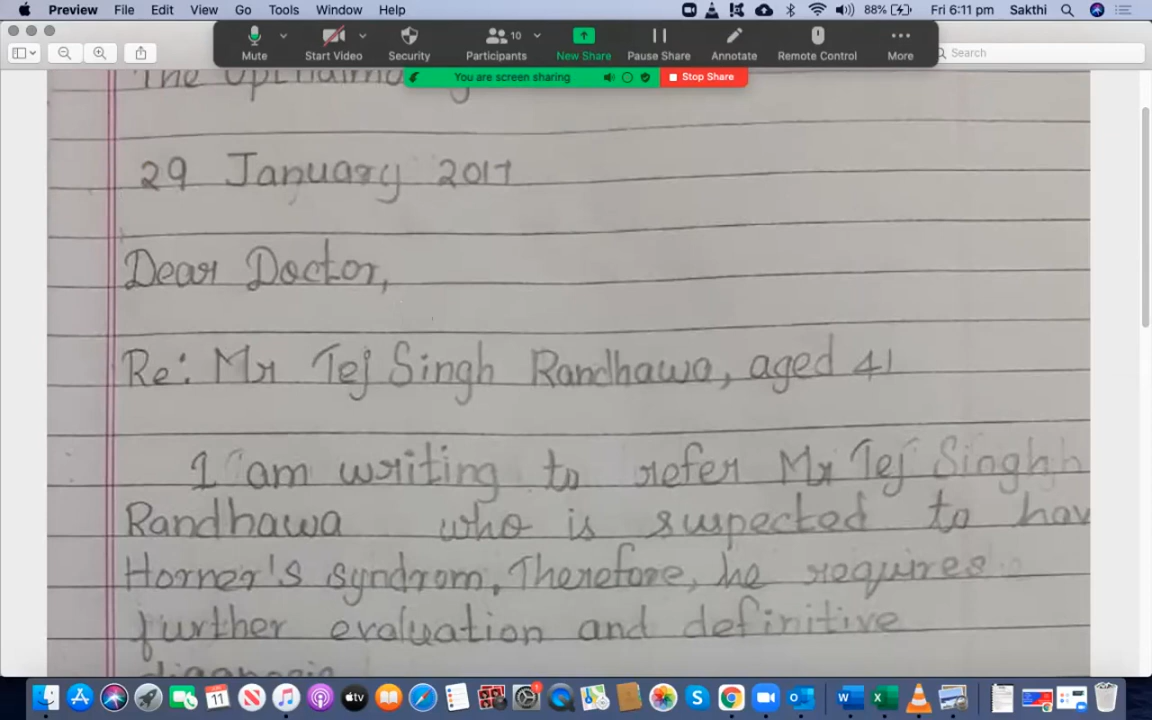 Preview File Edit View Go Tools Window Help 88% Fri 6:11 pm Sakthi
Mute Start Video Security Participants 10 New Share Pause Share Annotate Remote Control More Search
You are screen sharing Stop Share
The
29 January 2017
Dear Doctor,
Re: Mr Tej Singh Randhawa, aged 41
I am writing to refer Mr Tej Singh
Randhawa who is suspected to hav
Horner's syndrom. Therefore, he requires
further evaluation and definitive
diagnosis